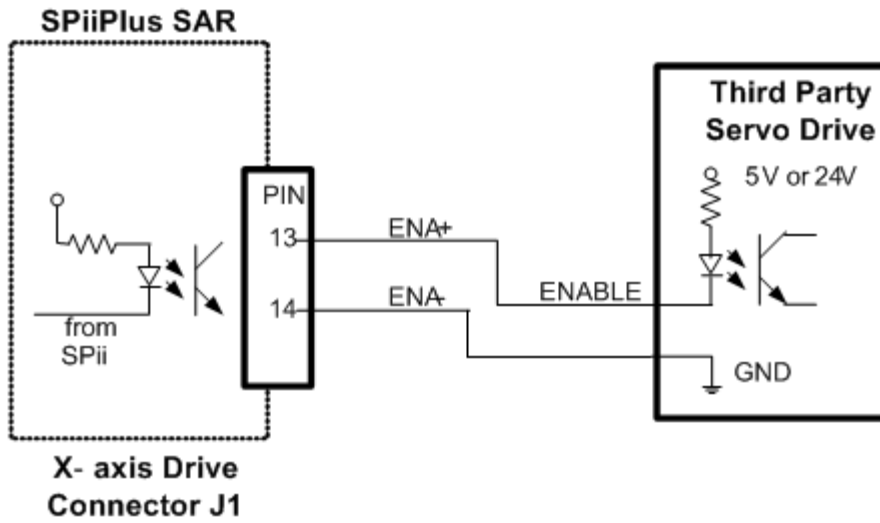 SPiiPlus SAR
Third Party
Servo Drive
5V or 24V
PIN
13
ENA+
ENABLE
14
ENA-
from
SPii
GND
X- axis Drive
Connector J1